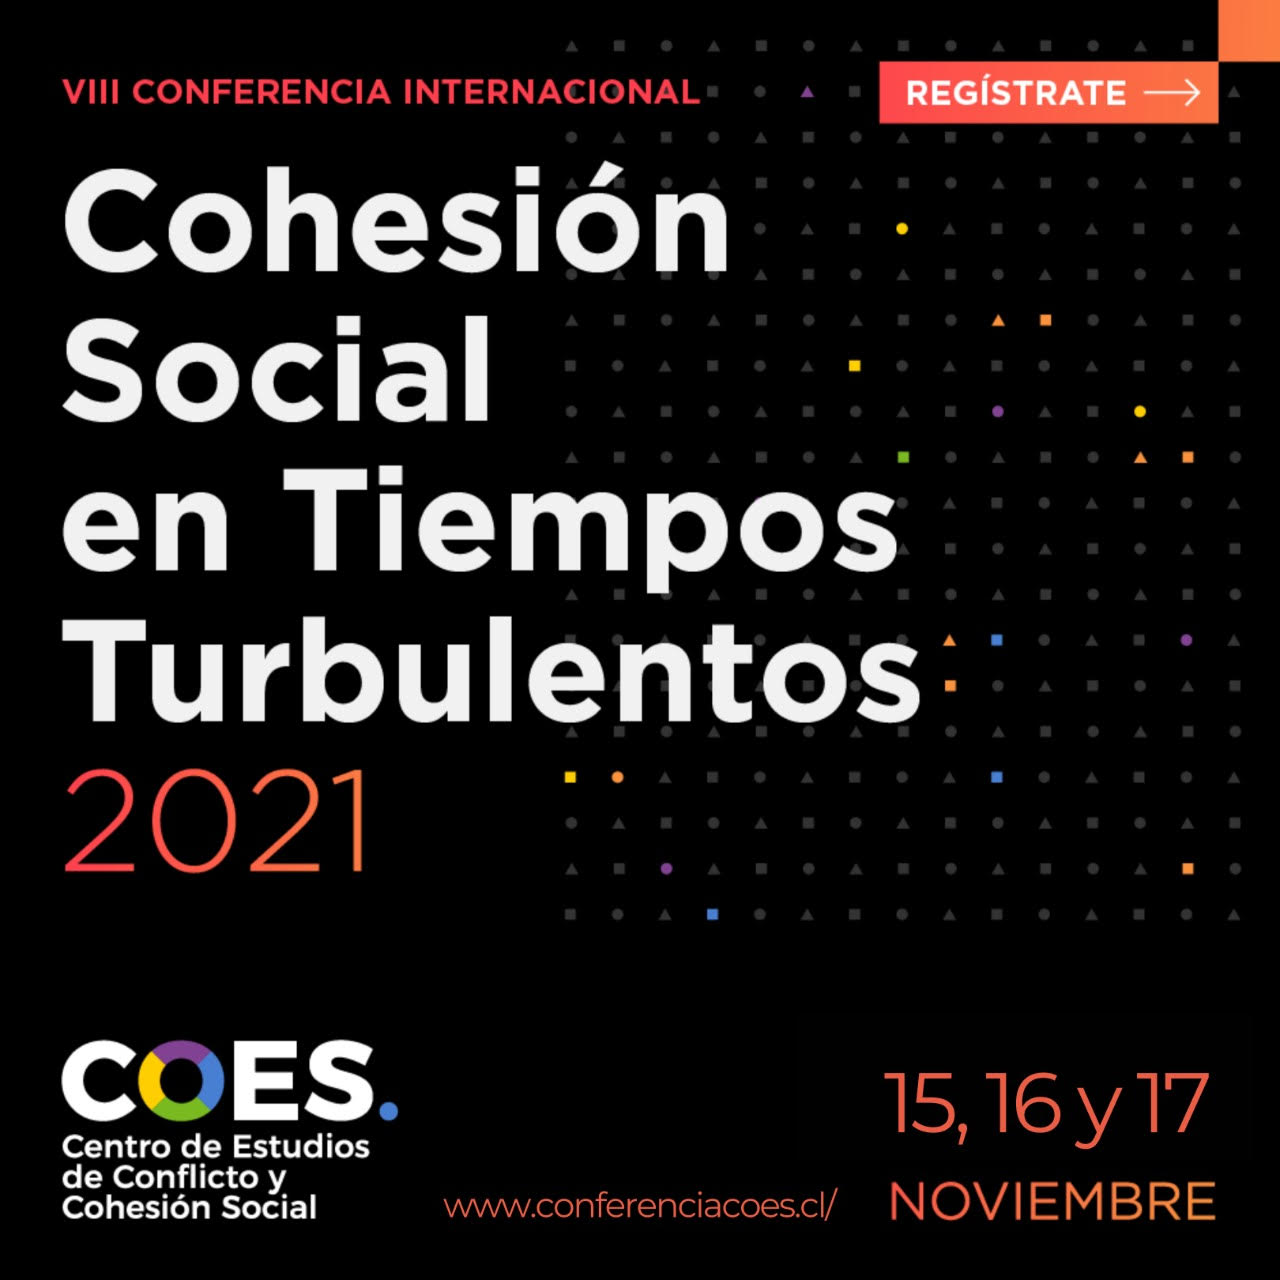 VIII CONFERENCIA INTERNACIONAL
REGÍSTRATE
Cohesión
Social
en Tiempos
Turbulentos
2021
COES.
Centro de Estudios
de Conflicto y
Cohesión Social
www.conferenciacoes.cl/
15, 16 y 17
NOVIEMBRE